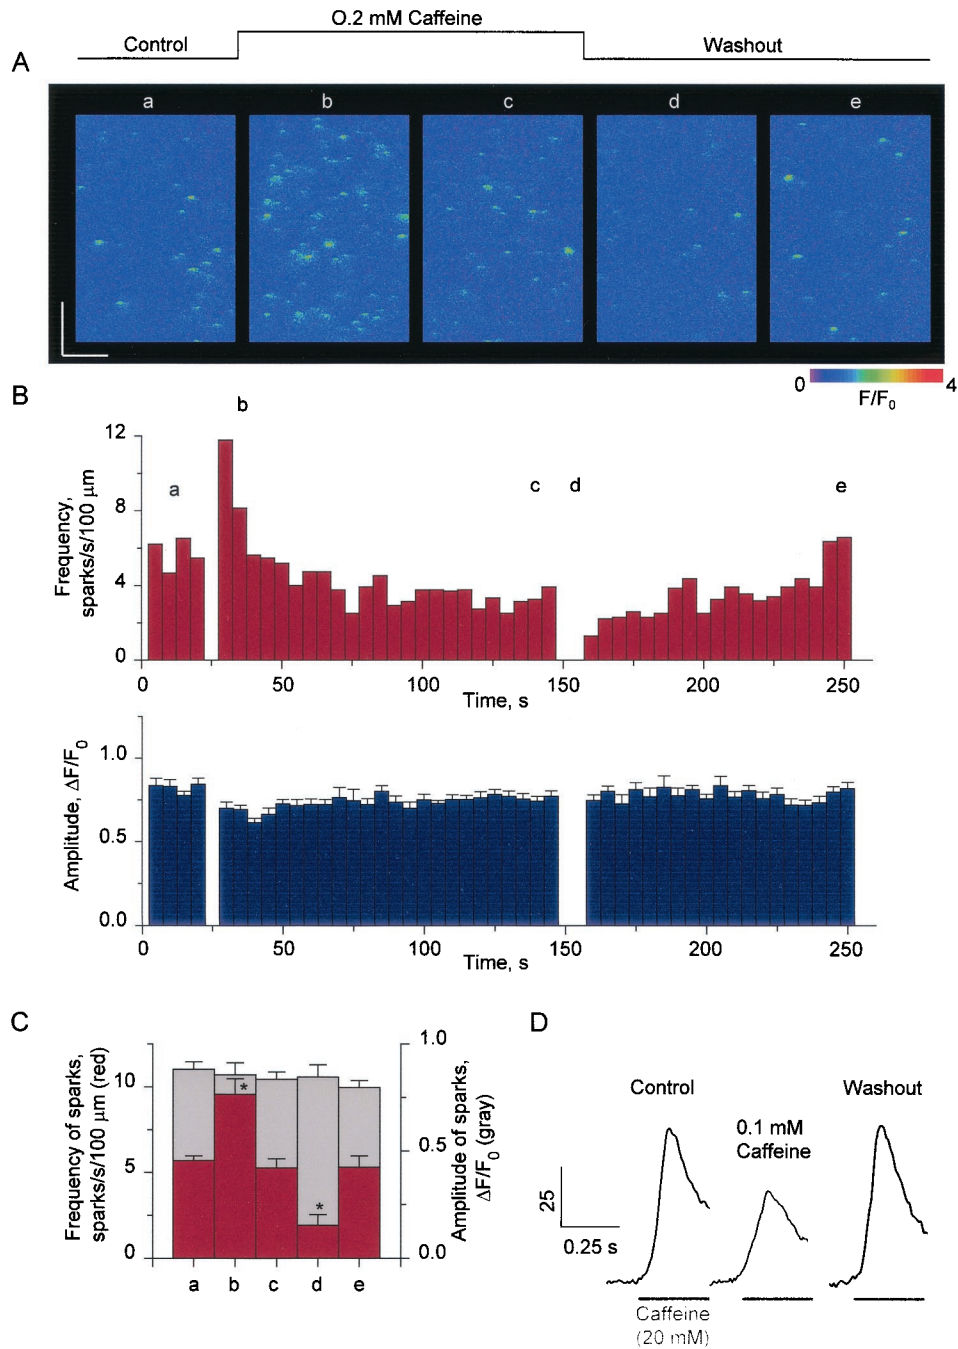 O.2 mM Caffeine
Control
Washout
A
a
b
c
d
e
0
4
F/F0
B
b
a
c
d
e
12
8
4
0
Frequency,
sparks/s/100 µm
0
50
100
150
200
250
Time, s
1.0
0.5
0.0
Amplitude, ΔF/F0
0
50
100
150
200
250
Time, s
C
10
5
0
Frequency of sparks,
sparks/s/100 µm (red)
*
*
1.0
0.5
0.0
Amplitude of sparks,
ΔF/F0 (gray)
a
b
c
d
e
D
Control
0.1 mM
Caffeine
Washout
25
0.25 s
Caffeine
(20 mM)